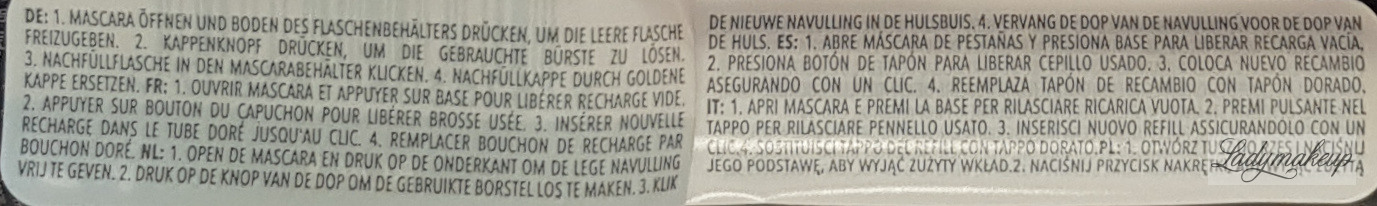 DE: 1. MASCARA ÖFFNEN UND BODEN DES FLASCHENBEHÄLTERS DRÜCKEN, UM DIE LEERE FLASCHE
FREIZUGEBEN. 2. KAPPENKNOPF DRÜCKEN, UM DIE GEBRAUCHTE BÜRSTE ZU LÖSEN.
3. NACHFÜLLFLASCHE IN DEN MASCARABEHÄLTER KLICKEN. 4. NACHFÜLLKAPPE DURCH GOLDENE
KAPPE ERSETZEN. FR: 1. OUVRIR MASCARA ET APPUYER SUR BASE POUR LIBÉRER RECHARGE VIDE.
2. APPUYER SUR BOUTON DU CAPUCHON POUR LIBÉRER BROSSE USÉE. 3. INSÉRER NOUVELLE
RECHARGE DANS LE TUBE DORÉ JUSQU'AU CLIC. 4. REMPLACER BOUCHON DE RECHARGE PAR
BOUCHON DORÉ. NL: 1. OPEN DE MASCARA EN DRUK OP DE ONDERKANT OM DE LEGE NAVULLING
VRIJ TE GEVEN. 2. DRUK OP DE KNOP VAN DE DOP OM DE GEBRUIKTE BORSTEL LOS TE MAKEN. 3. KLIK
DE NIEUWE NAVULLING IN DE HULSBUIS. 4. VERVANG DE DOP VAN DE NAVULLING VOOR DE DOP VAN
DE HULS. ES: 1. ABRE MÁSCARA DE PESTAÑAS Y PRESIONA BASE PARA LIBERAR RECARGA VACÍA.
2. PRESIONA BOTÓN DE TAPÓN PARA LIBERAR CEPILLO USADO. 3. COLOCA NUEVO RECAMBIO
ASEGURANDO CON UN CLIC. 4. REEMPLAZA TAPÓN DE RECAMBIO CON TAPÓN DORADO.
IT: 1. APRI MASCARA E PREMI LA BASE PER RILASCIARE RICARICA VUOTA. 2. PREMI PULSANTE NEL
TAPPO PER RILASCIARE PENNELLO USATO. 3. INSERISCI NUOVO REFILL ASSICURANDOLO CON UN
CLIC. 4. SOSTITUISCI TAPPO DEL REFILL CON TAPPO DORATO. PL: 1. OTWÓRZ TUSZ
JEGO PODSTAWĘ, ABY WYJĄĆ ZUŻYTY WKŁAD. 2. NACIŚNIJ PRZYCISK
Ladymakeup